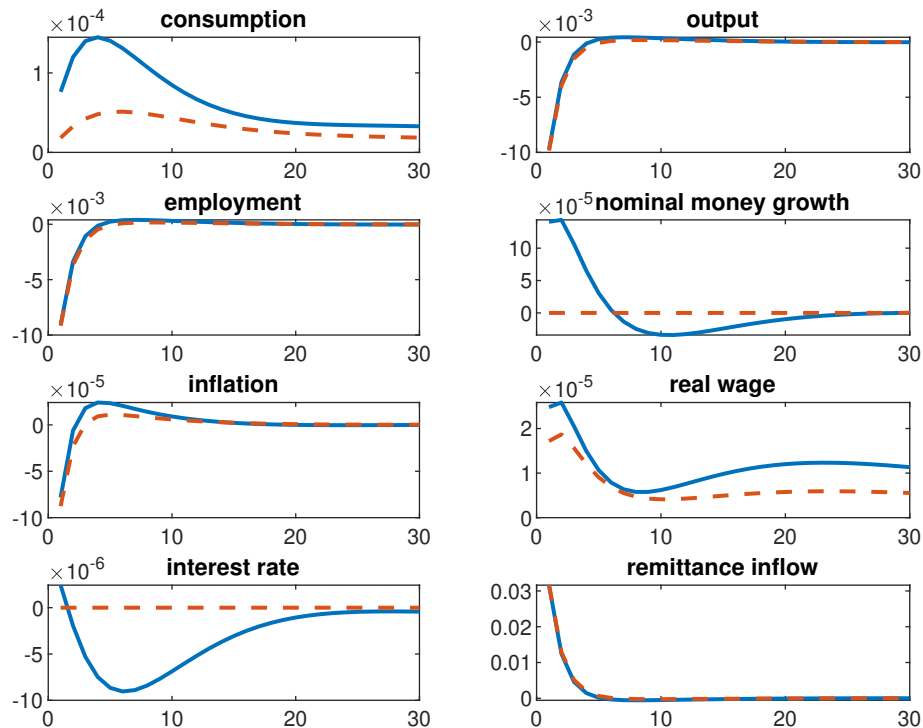 consumption
×10⁻⁴
1
0
0 10 20 30
output
×10⁻³
0
-5
-10
0 10 20 30
employment
×10⁻³
0
-5
-10
0 10 20 30
nominal money growth
×10⁻⁵
10
5
0
0 10 20 30
inflation
×10⁻⁵
0
-5
-10
0 10 20 30
real wage
×10⁻⁵
2
1
0
0 10 20 30
interest rate
×10⁻⁶
0
-5
-10
0 10 20 30
remittance inflow
0.03
0.02
0.01
0
0 10 20 30